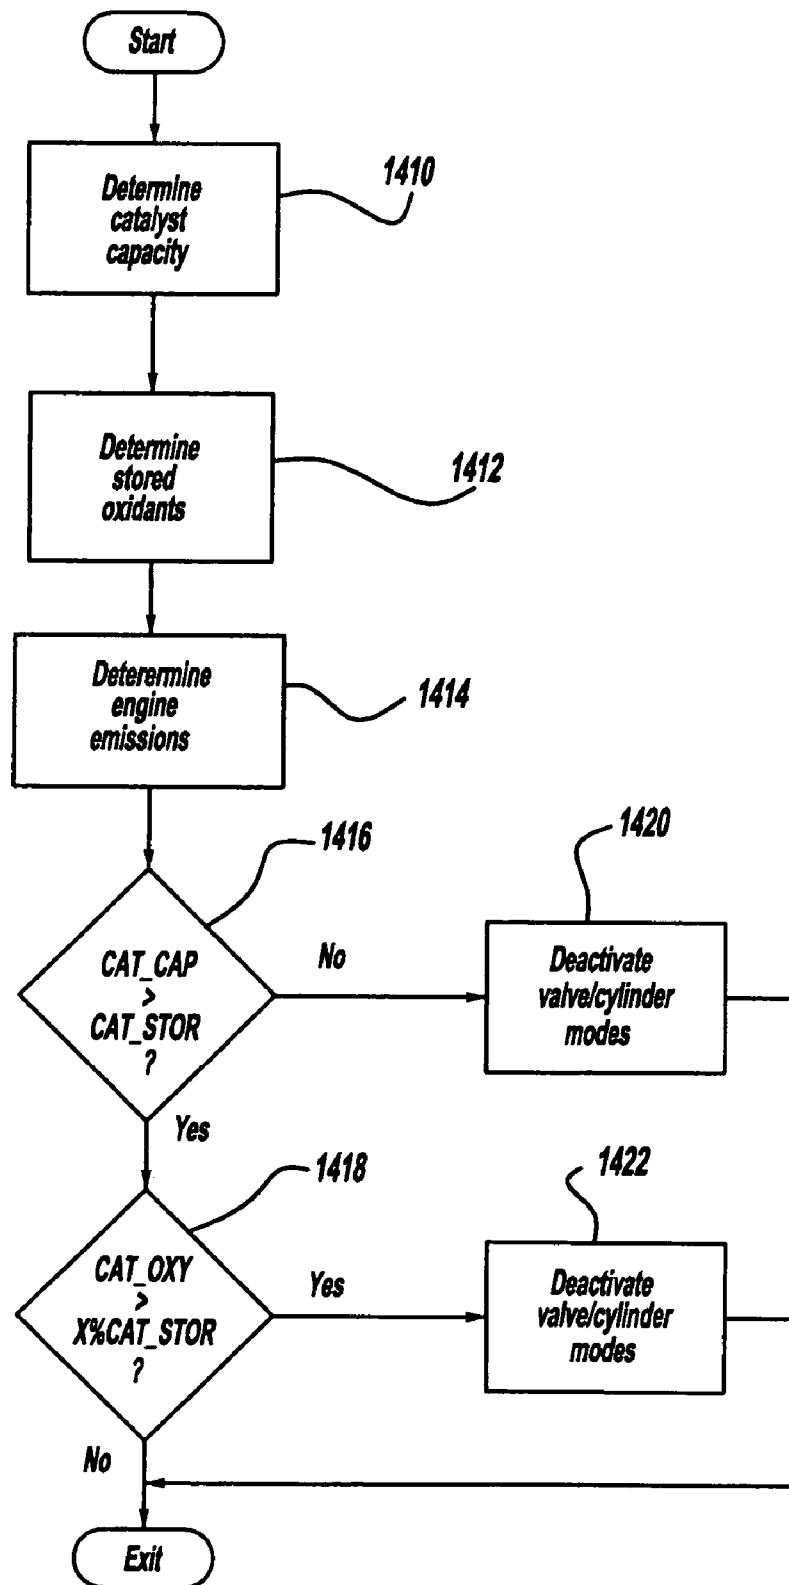 Start
Determine
catalyst
capacity
1410
Determine
stored
oxidants
1412
Deterermine
engine
emissions
1414
1416
CAT_CAP
>
CAT_STOR
?
No
1420
Deactivate
valve/cylinder
modes
Yes
1418
CAT_OXY
>
X%CAT_STOR
?
Yes
1422
Deactivate
valve/cylinder
modes
No
Exit